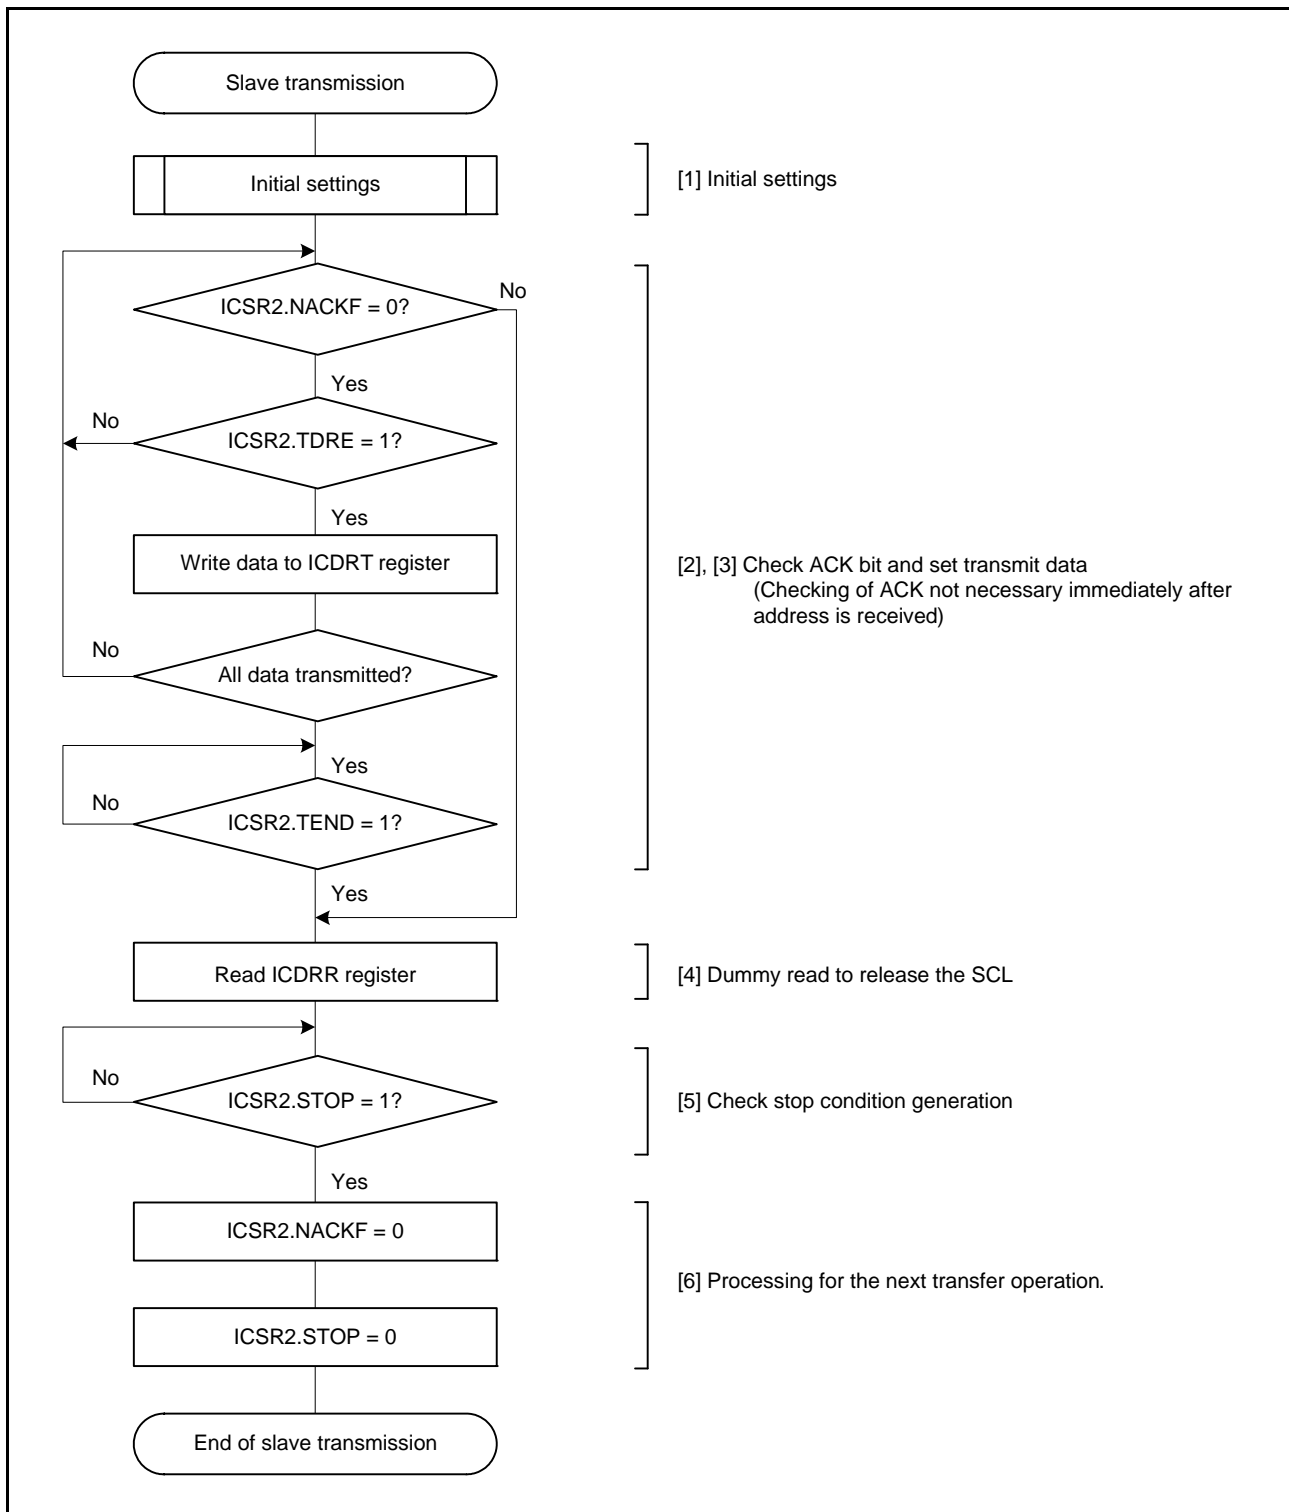 Slave transmission
Initial settings
[1] Initial settings
ICSR2.NACKF = 0?
No
Yes
No
ICSR2.TDRE = 1?
Yes
Write data to ICDRT register
[2], [3] Check ACK bit and set transmit data
(Checking of ACK not necessary immediately after
address is received)
No
All data transmitted?
Yes
No
ICSR2.TEND = 1?
Yes
Read ICDRR register
[4] Dummy read to release the SCL
No
ICSR2.STOP = 1?
[5] Check stop condition generation
Yes
ICSR2.NACKF = 0
[6] Processing for the next transfer operation.
ICSR2.STOP = 0
End of slave transmission